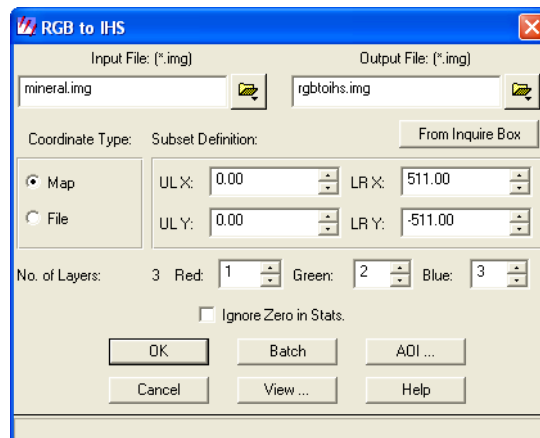 RGB to IHS
Input File: (*.img) Output File: (*.img)
mineral.img rgbtoihs.img
Coordinate Type: Subset Definition: From Inquire Box
Map UL X: 0.00 LR X: 511.00
File UL Y: 0.00 LR Y: -511.00
No. of Layers: 3 Red: 1 Green: 2 Blue: 3
Ignore Zero in Stats.
OK Batch AOI ...
Cancel View ... Help